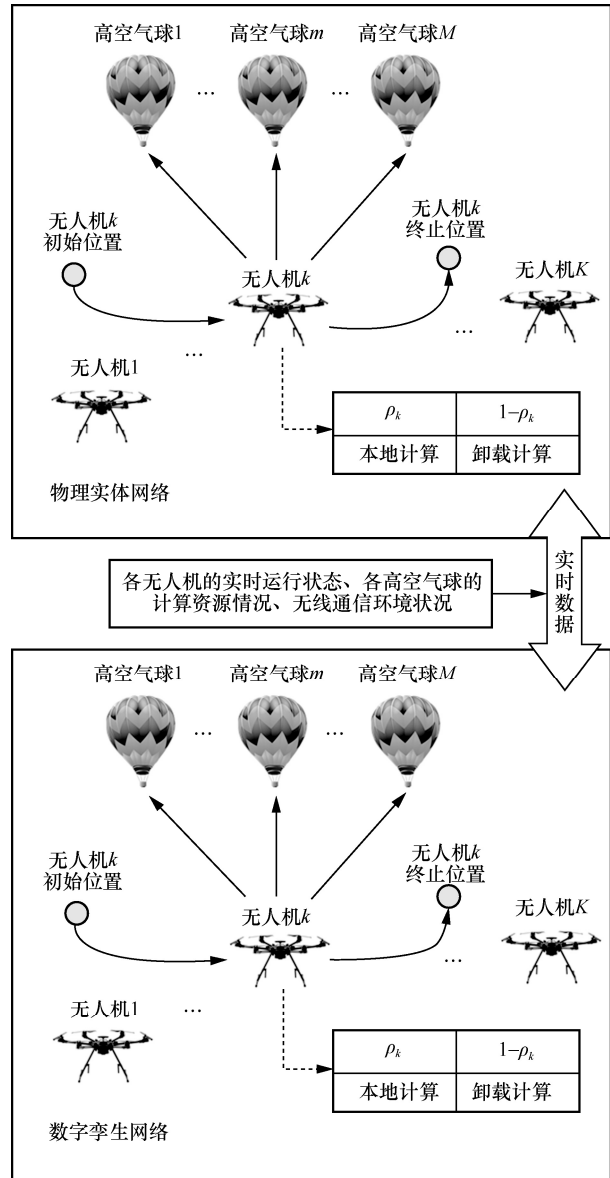 高空气球1 高空气球m 高空气球M
... ...
无人机k
初始位置
无人机k
终止位置
无人机k
无人机K
...
...
无人机1
ρk 1−ρk
本地计算 卸载计算
物理实体网络
各无人机的实时运行状态、各高空气球的
计算资源情况、无线通信环境状况
实时数据
高空气球1 高空气球m 高空气球M
... ...
无人机k
初始位置
无人机k
终止位置
无人机k
无人机K
...
...
无人机1
ρk 1−ρk
本地计算 卸载计算
数字孪生网络